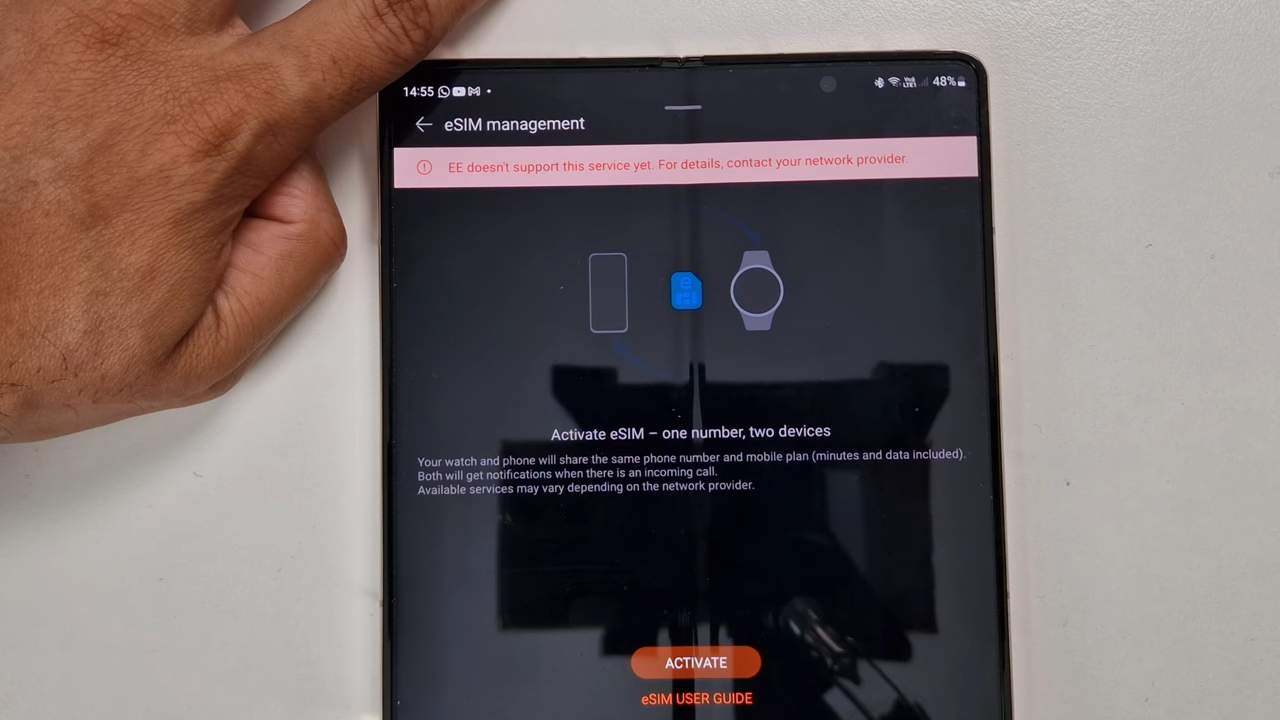 14:55
VoI LTE1 48%
eSIM management
EE doesn't support this service yet. For details, contact your network provider.
e
Activate eSIM – one number, two devices
Your watch and phone will share the same phone number and mobile plan (minutes and data included).
Both will get notifications when there is an incoming call.
Available services may vary depending on the network provider.
ACTIVATE
eSIM USER GUIDE